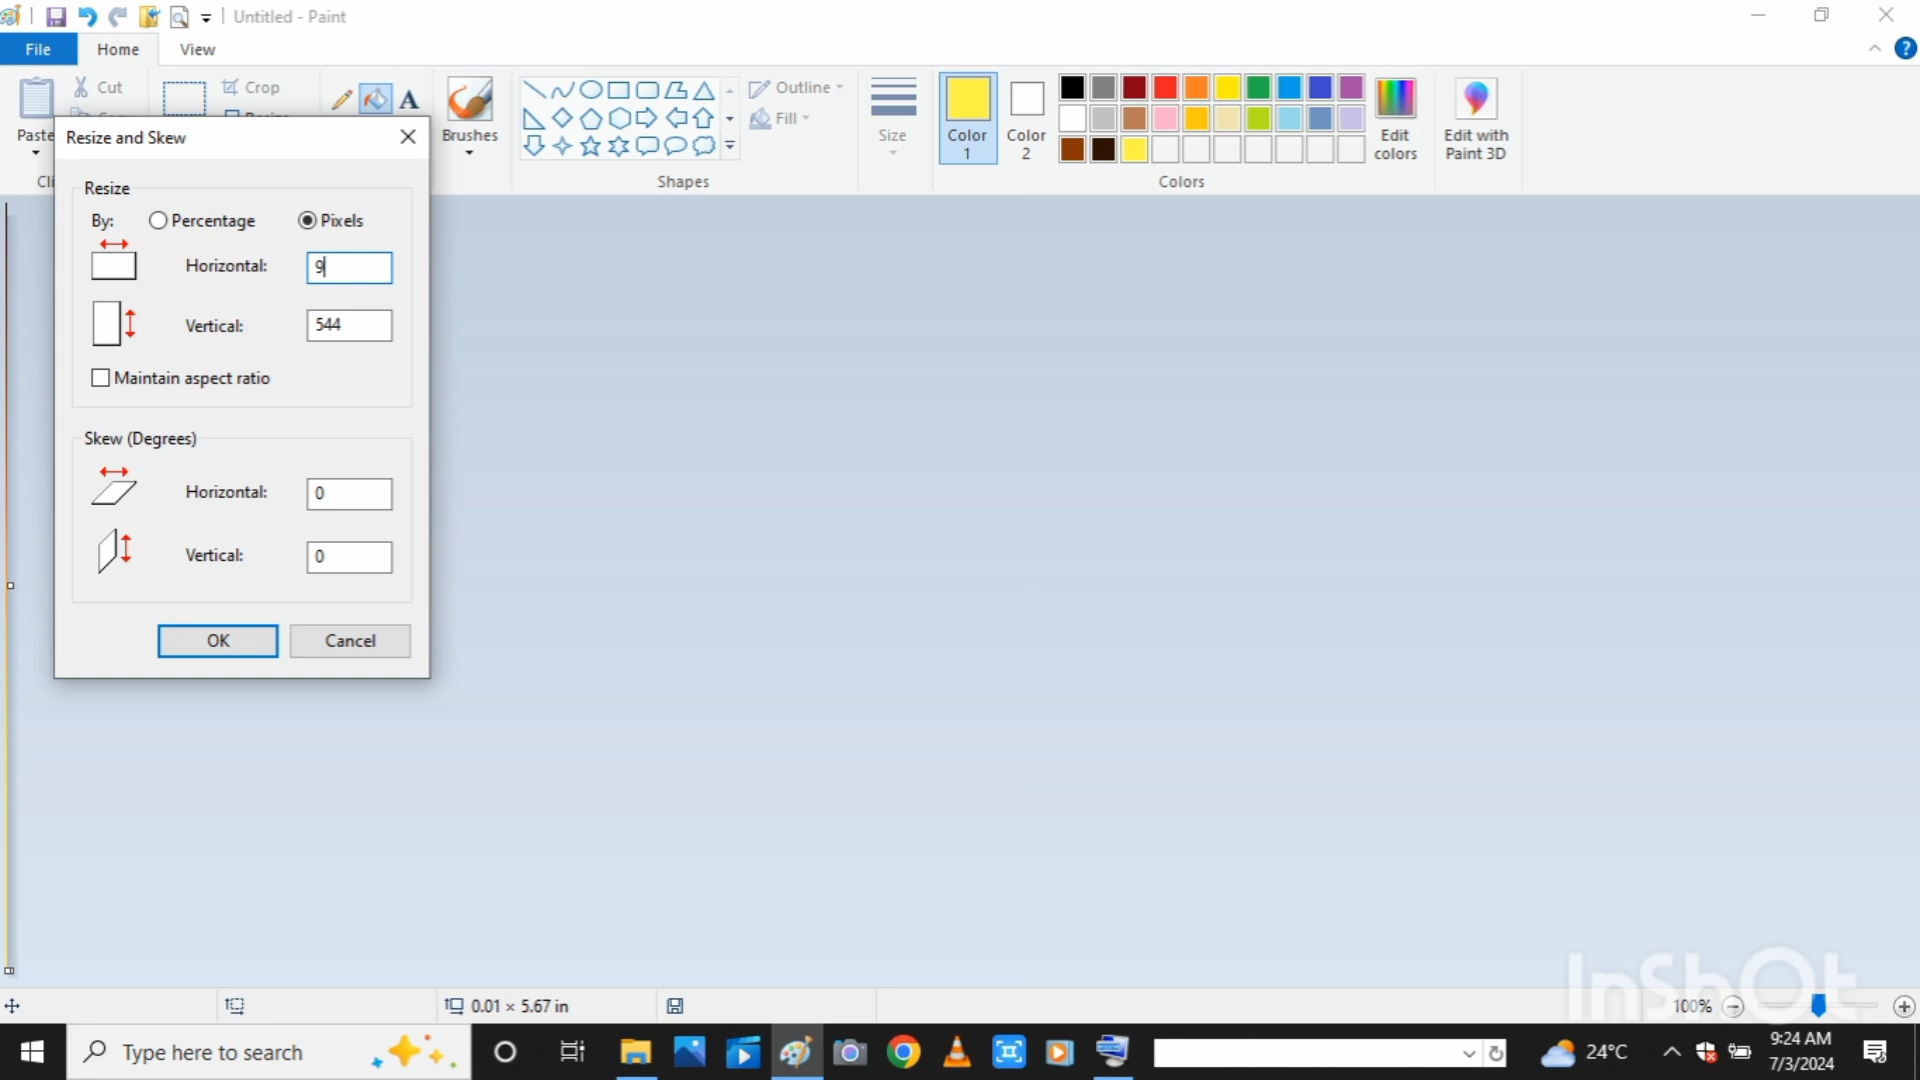 Untitled - Paint
File
Home
View
?
Cut
Crop
A
Paste
Brushes
Outline
Fill
Size
Color
1
Color
2
Edit
colors
Edit with
Paint 3D
Shapes
Colors
Resize and Skew
Resize
By:
Percentage
Pixels
Horizontal:
9
Vertical:
544
Maintain aspect ratio
Skew (Degrees)
Horizontal:
0
Vertical:
0
OK
Cancel
InShOt
0.01 × 5.67 in
100%
Type here to search
24°C
9:24 AM
7/3/2024